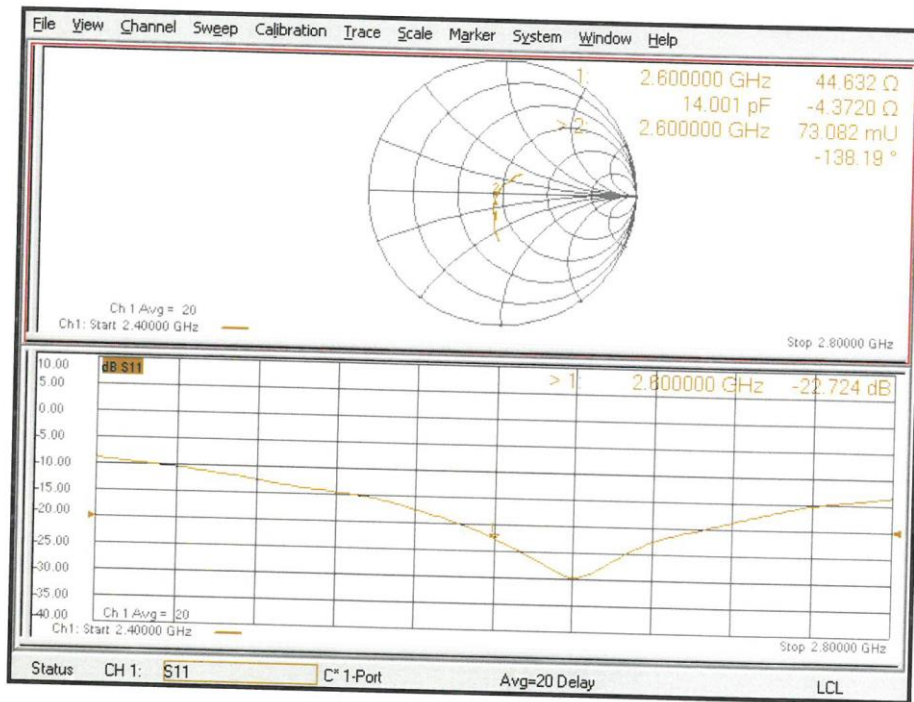 File View Channel Sweep Calibration Trace Scale Marker System Window Help
1: 2.600000 GHz 44.632 Ω
14.001 pF -4.3720 Ω
> 2: 2.600000 GHz 73.082 mU
-138.19 °
2
Ch 1 Avg = 20
Ch1: Start 2.40000 GHz
Stop 2.80000 GHz
10.00
dB S11
> 1: 2.600000 GHz -22.724 dB
5.00
0.00
-5.00
-10.00
-15.00
-20.00
-25.00
-30.00
-35.00
-40.00
Ch 1 Avg = 20
Ch1: Start 2.40000 GHz
Stop 2.80000 GHz
Status CH 1: S11 C* 1-Port Avg=20 Delay LCL